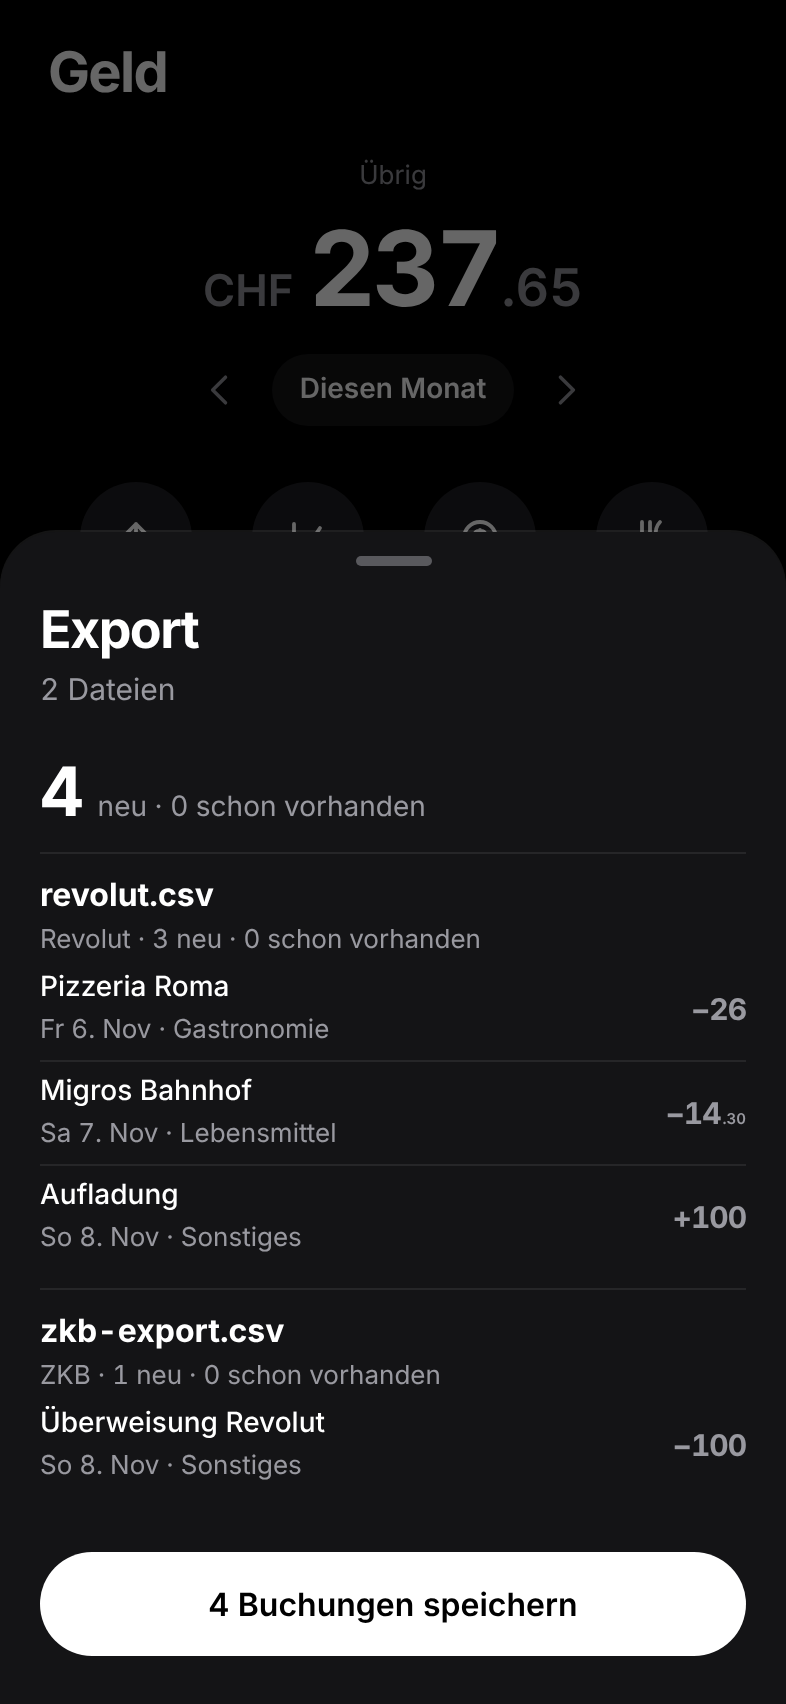 Geld
Übrig
CHF 237.65
Diesen Monat
Export
2 Dateien
4 neu · 0 schon vorhanden
revolut.csv
Revolut · 3 neu · 0 schon vorhanden
Pizzeria Roma
Fr 6. Nov · Gastronomie
–26
Migros Bahnhof
Sa 7. Nov · Lebensmittel
–14.30
Aufladung
So 8. Nov · Sonstiges
+100
zkb-export.csv
ZKB · 1 neu · 0 schon vorhanden
Überweisung Revolut
So 8. Nov · Sonstiges
–100
4 Buchungen speichern